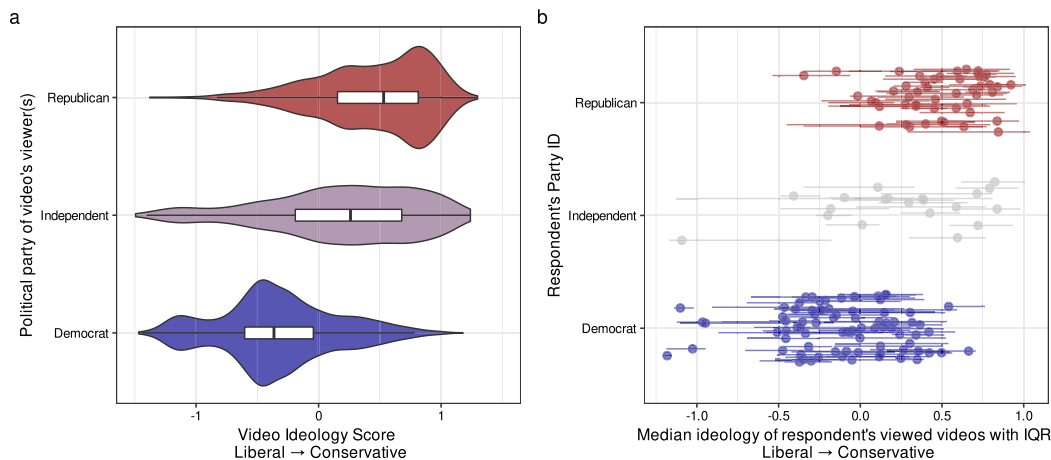 a
Political party of video's viewer(s)
Republican
Independent
Democrat
-1
0
1
Video Ideology Score
Liberal → Conservative
b
Respondent's Party ID
Republican
Independent
Democrat
-1.0
-0.5
0.0
0.5
1.0
Median ideology of respondent's viewed videos with IQR
Liberal → Conservative